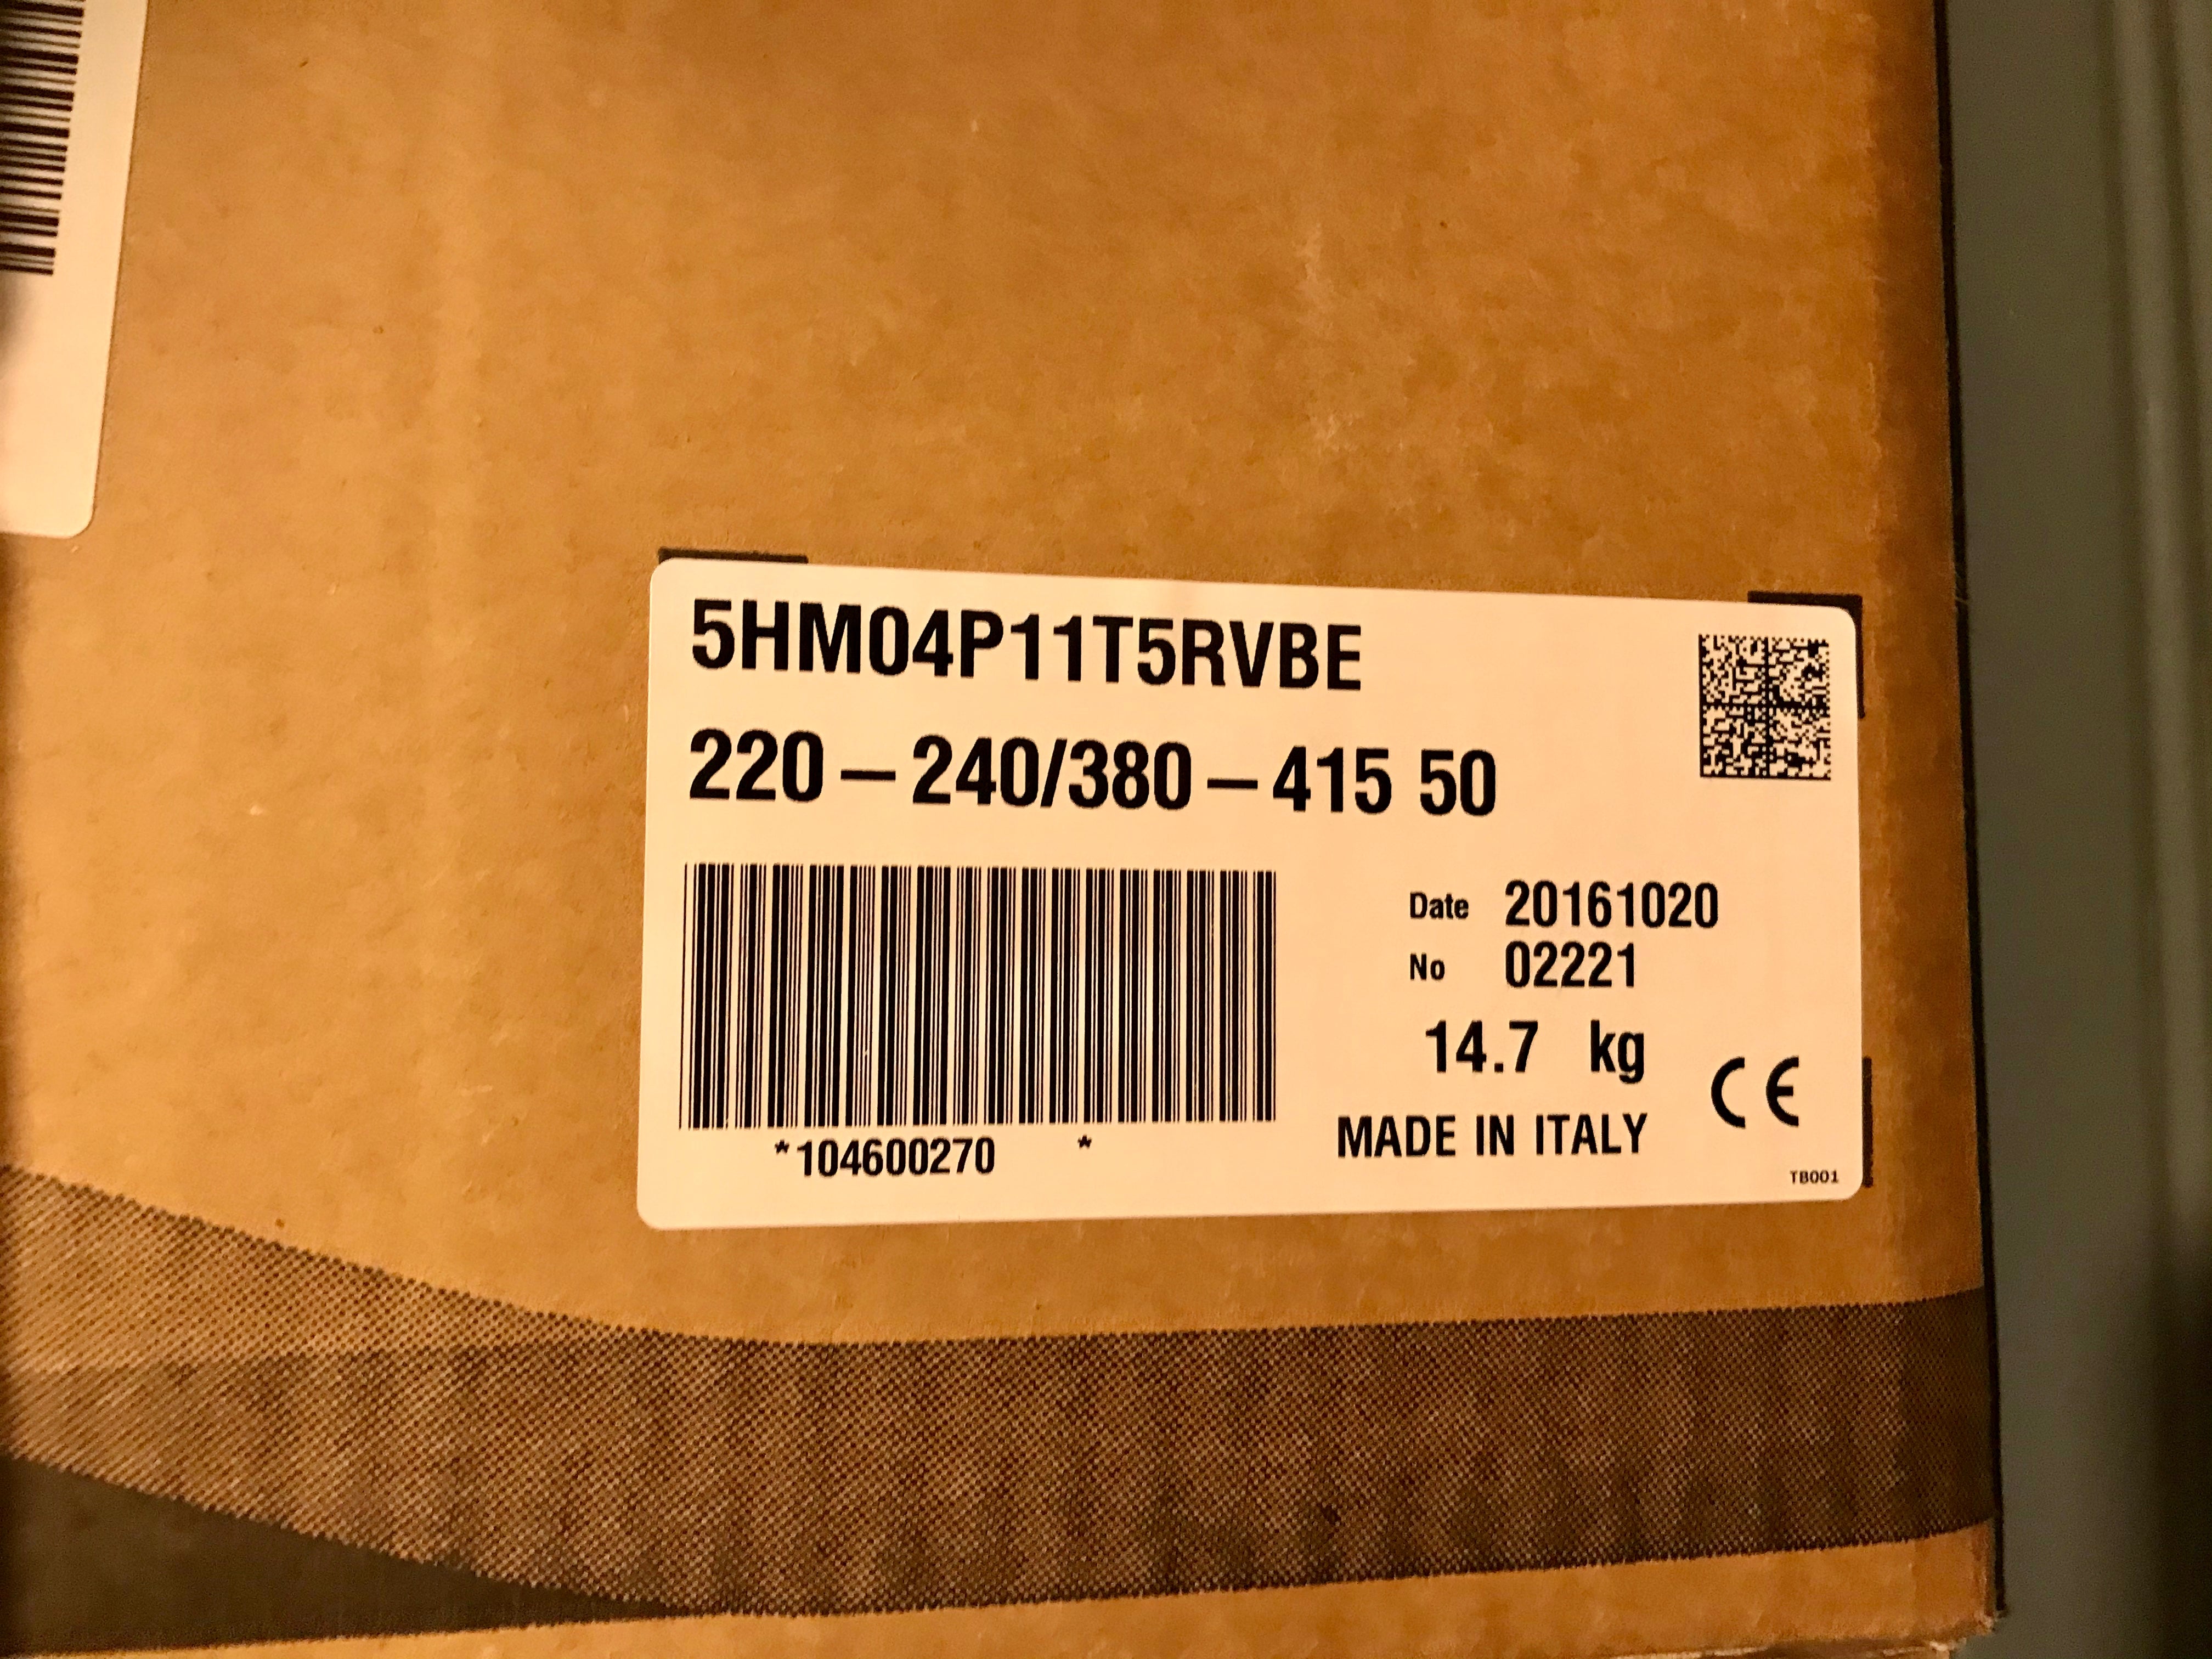 5HM04P11T5RVBE
220–240/380–415 50
Date 20161020
No 02221
14.7 kg
*104600270 *
MADE IN ITALY
CE
TB001